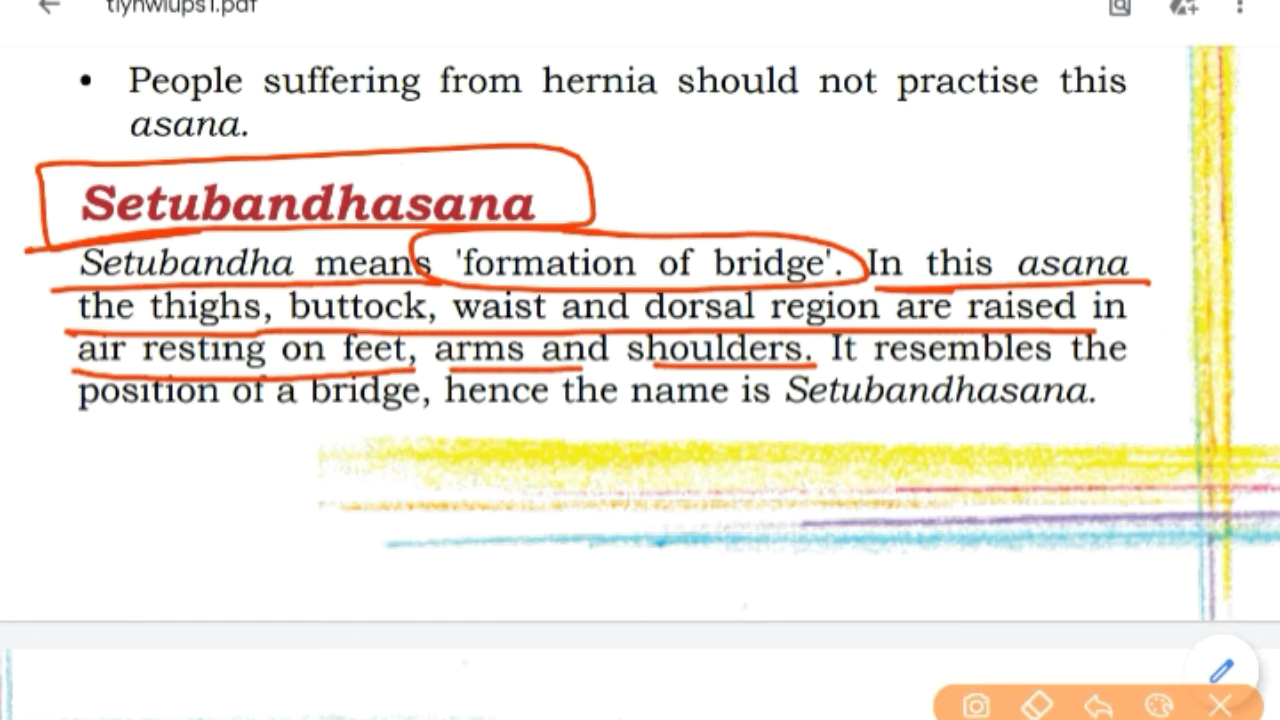 tiynwlups1.pdf
• People suffering from hernia should not practise this
asana.
Setubandhasana
Setubandha means 'formation of bridge'. In this asana
the thighs, buttock, waist and dorsal region are raised in
air resting on feet, arms and shoulders. It resembles the
position of a bridge, hence the name is Setubandhasana.